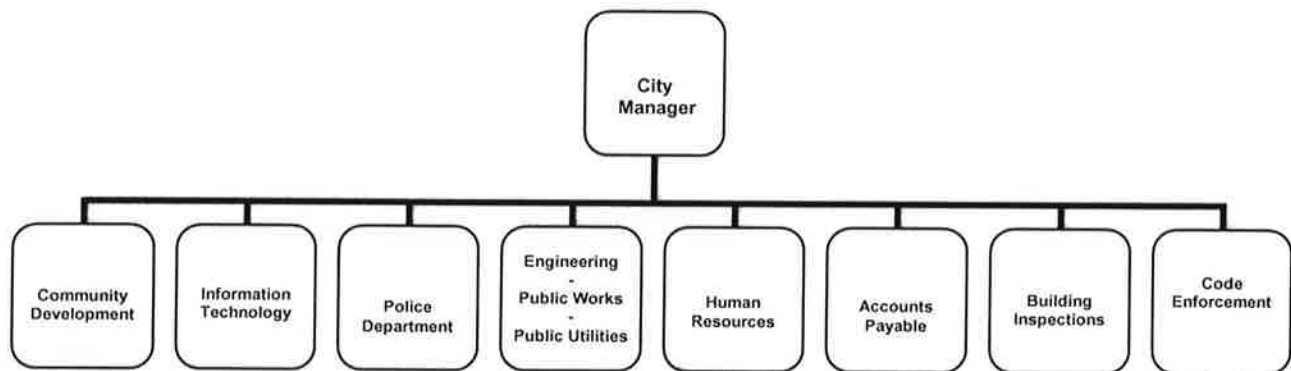 City
Manager
Community
Development
Information
Technology
Police
Department
Engineering
-
Public Works
-
Public Utilities
Human
Resources
Accounts
Payable
Building
Inspections
Code
Enforcement